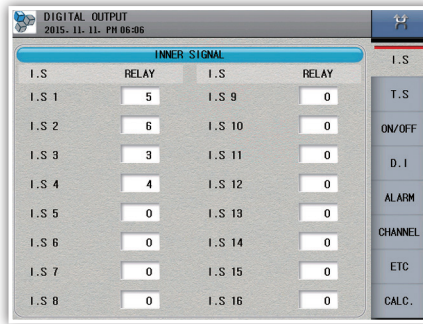 DIGITAL OUTPUT
2015. 11. 11. PM 06:06
INNER SIGNAL
I.S RELAY I.S RELAY
I.S 1 5 I.S 9 0
I.S 2 6 I.S 10 0
I.S 3 3 I.S 11 0
I.S 4 4 I.S 12 0
I.S 5 0 I.S 13 0
I.S 6 0 I.S 14 0
I.S 7 0 I.S 15 0
I.S 8 0 I.S 16 0
I.S
T.S
ON/OFF
D.I
ALARM
CHANNEL
ETC
CALC.